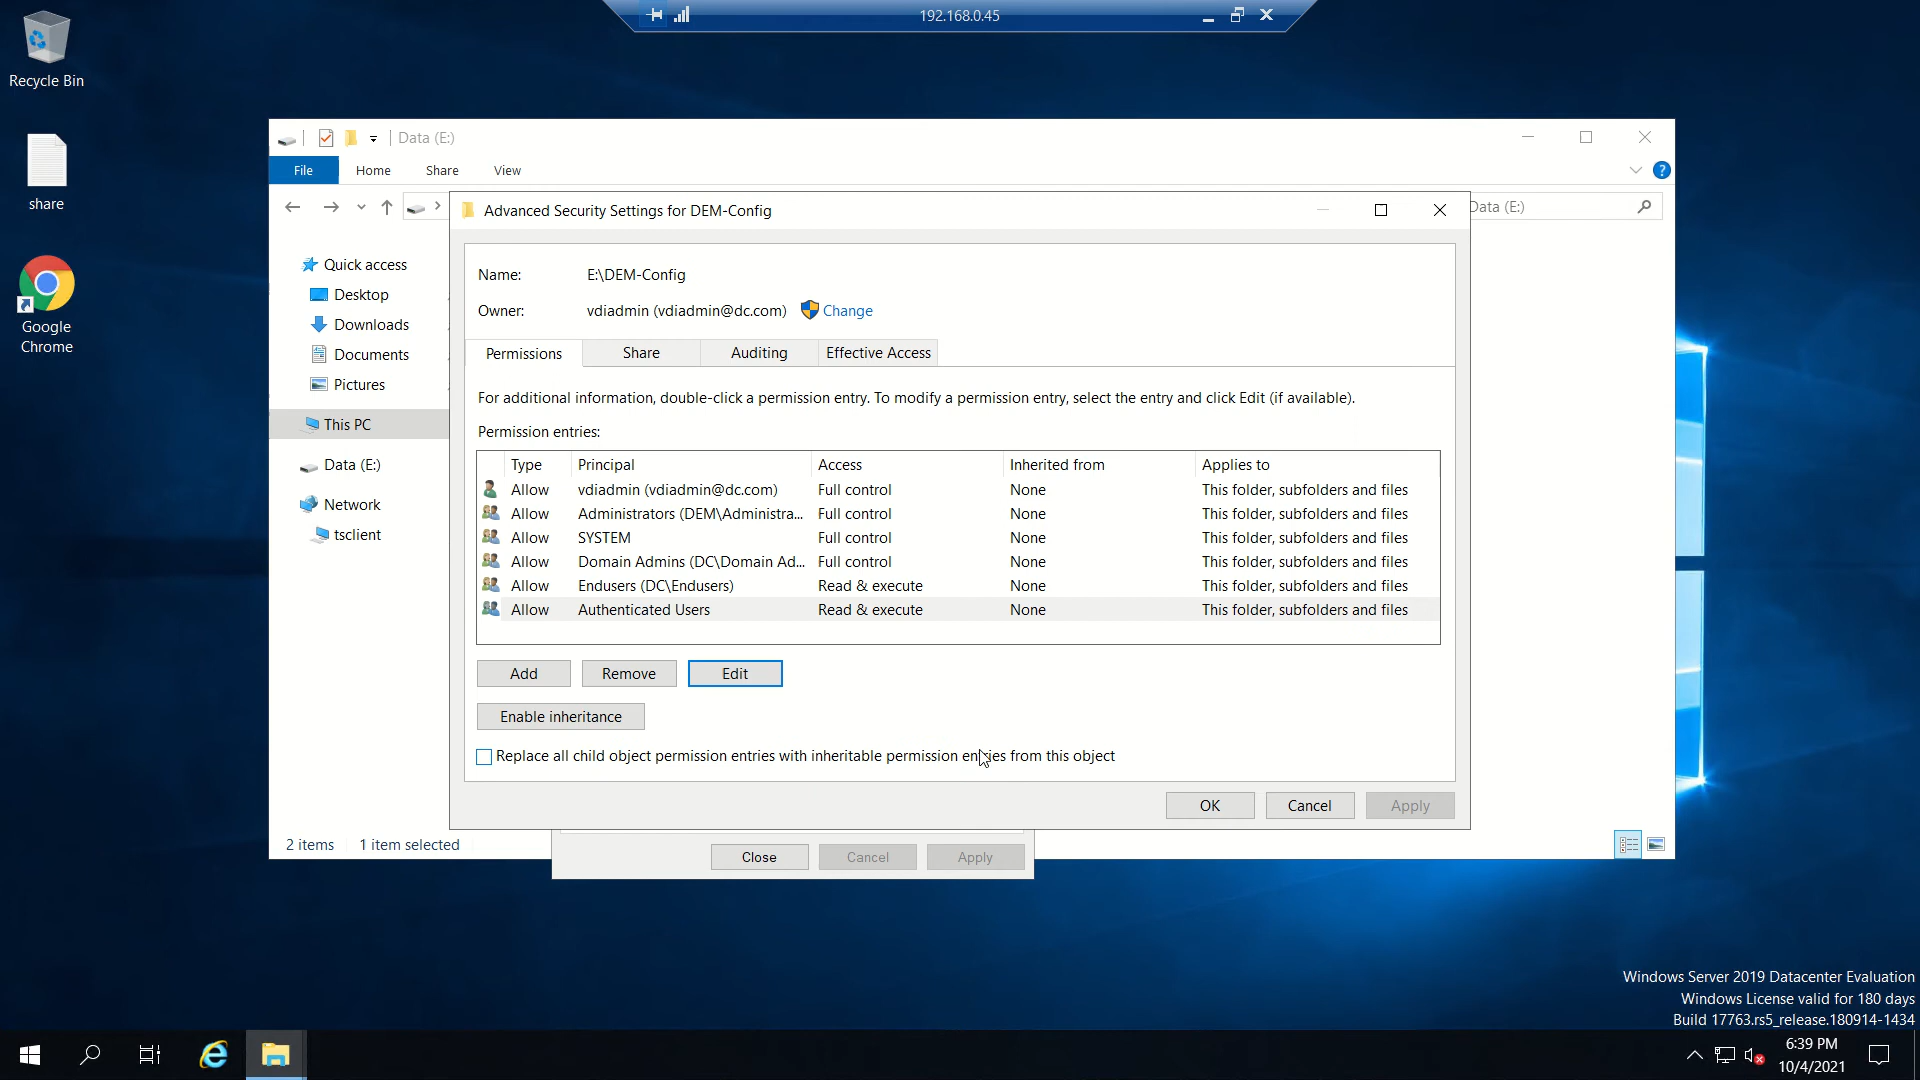 192.168.0.45
Recycle Bin
share
Google
Chrome
Data (E:)
File Home Share View
Data (E:)
Quick access
Desktop
Downloads
Documents
Pictures
This PC
Data (E:)
Network
tsclient
Advanced Security Settings for DEM-Config
Name: E:\DEM-Config
Owner: vdiadmin (vdiadmin@dc.com) Change
Permissions Share Auditing Effective Access
For additional information, double-click a permission entry. To modify a permission entry, select the entry and click Edit (if available).
Permission entries:
Type Principal Access Inherited from Applies to
Allow vdiadmin (vdiadmin@dc.com) Full control None This folder, subfolders and files
Allow Administrators (DEM\Administra... Full control None This folder, subfolders and files
Allow SYSTEM Full control None This folder, subfolders and files
Allow Domain Admins (DC\Domain Ad... Full control None This folder, subfolders and files
Allow Endusers (DC\Endusers) Read & execute None This folder, subfolders and files
Allow Authenticated Users Read & execute None This folder, subfolders and files
Add Remove Edit
Enable inheritance
Replace all child object permission entries with inheritable permission entries from this object
OK Cancel Apply
2 items 1 item selected
Close Cancel Apply
Windows Server 2019 Datacenter Evaluation
Windows License valid for 180 days
Build 17763.rs5_release.180914-1434
6:39 PM
10/4/2021